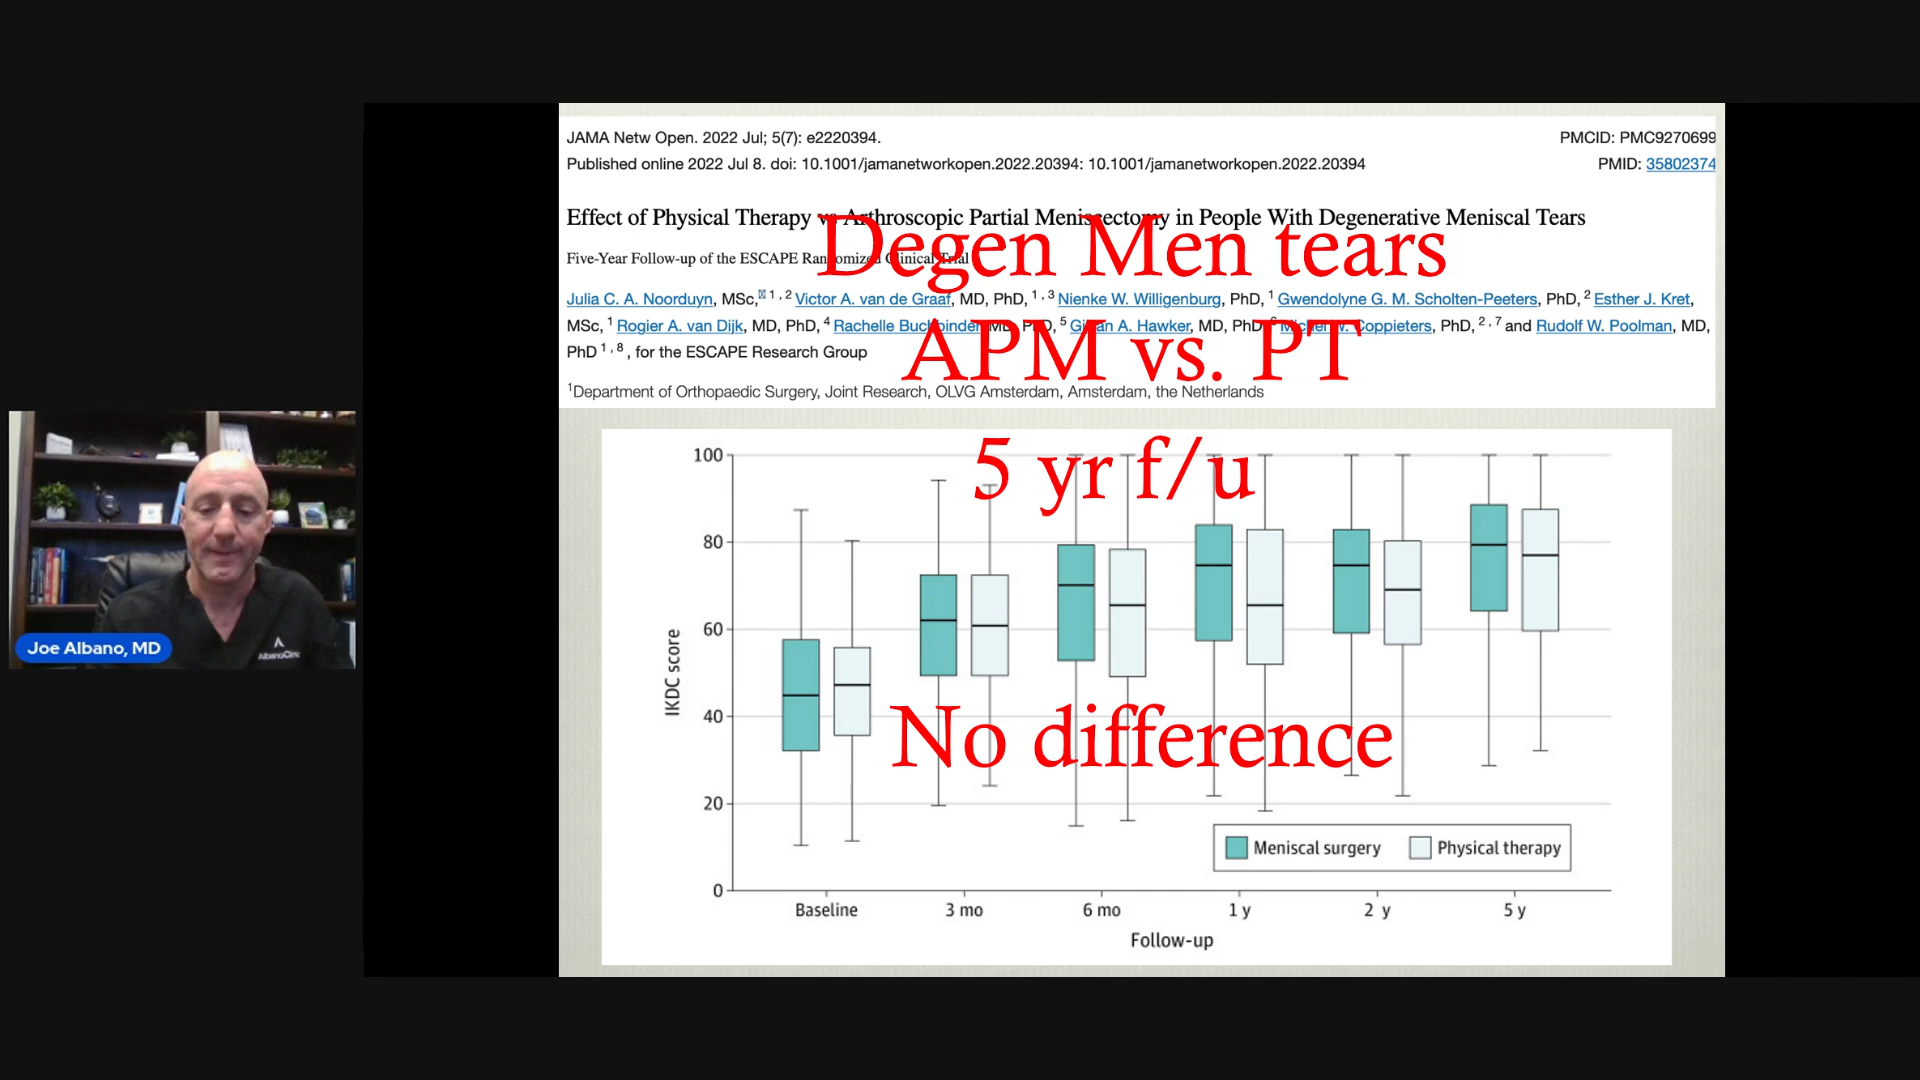 JAMA Netw Open. 2022 Jul; 5(7): e2220394.
PMCID: PMC9270699
Published online 2022 Jul 8. doi: 10.1001/jamanetworkopen.2022.20394: 10.1001/jamanetworkopen.2022.20394
PMID: 35802374
Effect of Physical Therapy vs Arthroscopic Partial Meniscectomy in People With Degenerative Meniscal Tears
Degen Men tears
Five-Year Follow-up of the ESCAPE Randomized Clinical Trial
Julia C. A. Noorduyn, MSc, 1 , 2 Victor A. van de Graaf, MD, PhD, 1 , 3 Nienke W. Willigenburg, PhD, 1 Gwendolyne G. M. Scholten-Peeters, PhD, 2 Esther J. Kret,
MSc, 1 Rogier A. van Dijk, MD, PhD, 4 Rachelle Buchbinder, MD, PhD, 5 Gillian A. Hawker, MD, PhD, 6 Michel W. Coppieters, PhD, 2 , 7 and Rudolf W. Poolman, MD,
APM vs. PT
PhD 1 , 8 , for the ESCAPE Research Group
1Department of Orthopaedic Surgery, Joint Research, OLVG Amsterdam, Amsterdam, the Netherlands
5 yr f/u
100
80
60
40
20
0
IKDC score
No difference
Meniscal surgery
Physical therapy
Baseline
3 mo
6 mo
1 y
2 y
5 y
Follow-up
Joe Albano, MD
AlbanoClinic